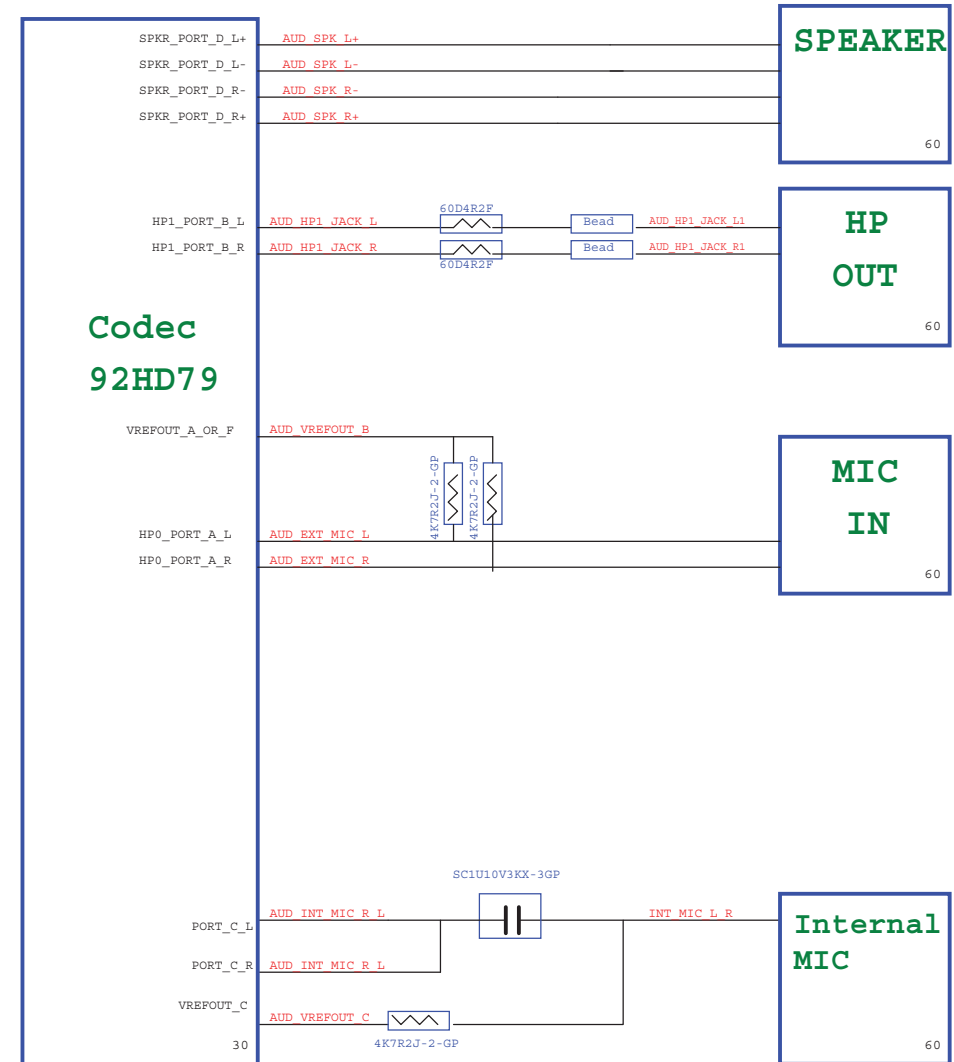 SPKR_PORT_D_L+ AUD_SPK_L+
SPKR_PORT_D_L- AUD_SPK_L-
SPKR_PORT_D_R- AUD_SPK_R-
SPKR_PORT_D_R+ AUD_SPK_R+
SPEAKER
60
60D4R2F
HP1_PORT_B_L AUD_HP1_JACK_L Bead AUD_HP1_JACK_L1
HP1_PORT_B_R AUD_HP1_JACK_R Bead AUD_HP1_JACK_R1
60D4R2F
HP
OUT
60
Codec
92HD79
VREFOUT_A_OR_F AUD_VREFOUT_B
4K7R2J-2-GP
4K7R2J-2-GP
HP0_PORT_A_L AUD_EXT_MIC_L
HP0_PORT_A_R AUD_EXT_MIC_R
MIC
IN
60
SC1U10V3KX-3GP
PORT_C_L AUD_INT_MIC_R_L INT_MIC_L_R
PORT_C_R AUD_INT_MIC_R_L
VREFOUT_C AUD_VREFOUT_C
4K7R2J-2-GP
30
Internal
MIC
60